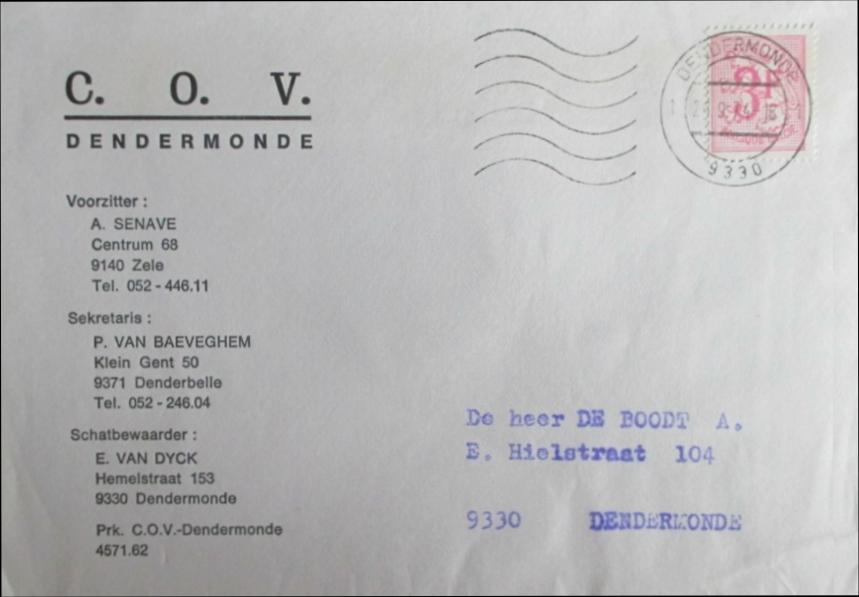 C. O. V.
DENDERMONDE
Voorzitter :
A. SENAVE
Centrum 68
9140 Zele
Tel. 052 - 446.11
Sekretaris :
P. VAN BAEVEGHEM
Klein Gent 50
9371 Denderbelle
Tel. 052 - 246.04
Schatbewaarder :
E. VAN DYCK
Hemelstraat 153
9330 Dendermonde
Prk. C.O.V.-Dendermonde
4571.62
DENDERMONDE
9330
3F
De heer DE BOODT A.
E. Hielstraat 104
9330 DENDERMONDE